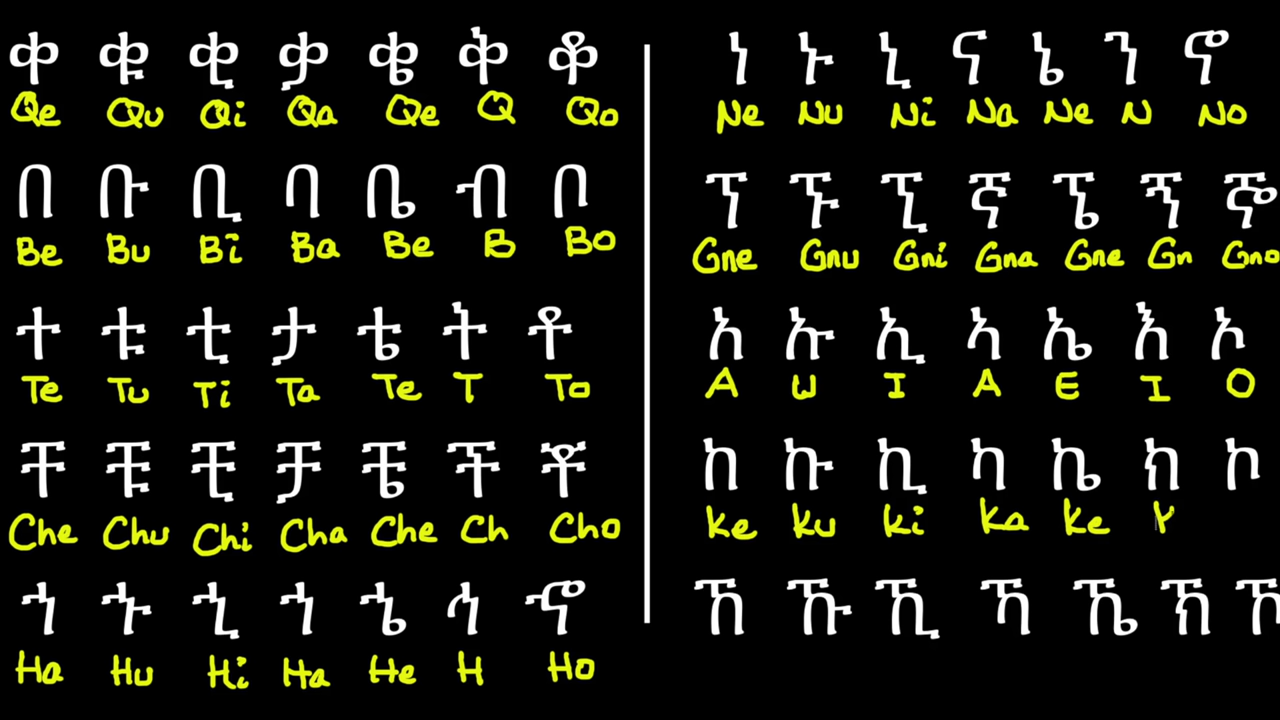 ቀ ቁ ቂ ቃ ቄ ቅ ቆ
Qe Qu Qi Qa Qe Q Qo
በ ቡ ቢ ባ ቤ ብ ቦ
Be Bu Bi Ba Be B Bo
ተ ቱ ቲ ታ ቴ ት ቶ
Te Tu Ti Ta Te T To
ቸ ቹ ቺ ቻ ቼ ች ቾ
Che Chu Chi Cha Che Ch Cho
ኀ ኁ ኂ ኃ ኄ ኅ ኆ
Ha Hu Hi Ha He H Ho
ነ ኑ ኒ ና ኔ ን ኖ
Ne Nu Ni Na Ne N No
ኘ ኙ ኚ ኛ ኜ ኝ ኞ
Gne Gnu Gni Gna Gne Gn Gno
አ ኡ ኢ ኣ ኤ እ ኦ
A U I A E I O
ከ ኩ ኪ ካ ኬ ክ ኮ
Ke Ku Ki Ka Ke
ኸ ኹ ኺ ኻ ኼ ኽ